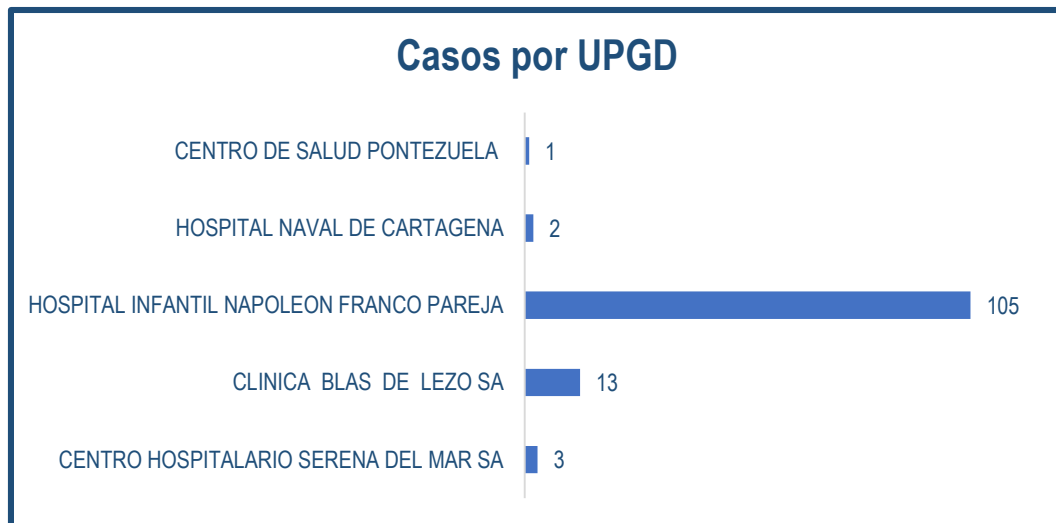 Casos por UPGD
CENTRO DE SALUD PONTEZUELA 1
HOSPITAL NAVAL DE CARTAGENA 2
HOSPITAL INFANTIL NAPOLEON FRANCO PAREJA 105
CLINICA BLAS DE LEZO SA 13
CENTRO HOSPITALARIO SERENA DEL MAR SA 3